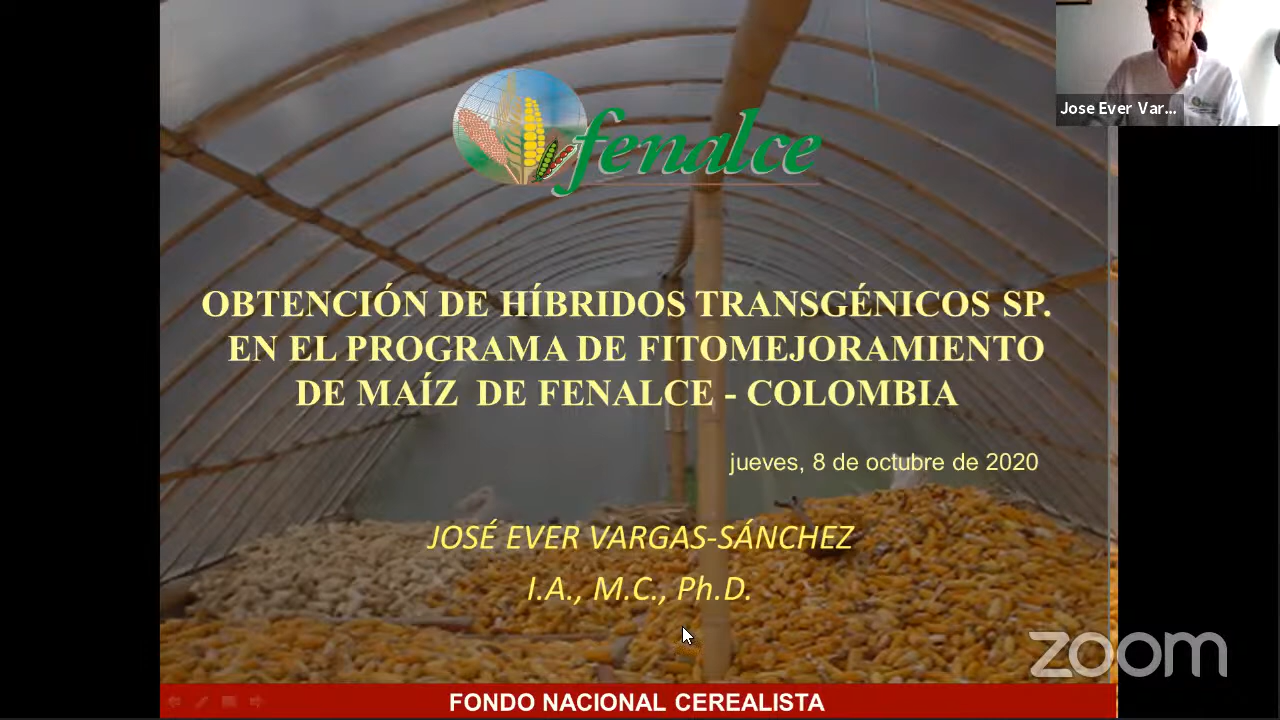 Jose Ever Var...
fenalce
OBTENCIÓN DE HÍBRIDOS TRANSGÉNICOS SP.
EN EL PROGRAMA DE FITOMEJORAMIENTO
DE MAÍZ DE FENALCE - COLOMBIA
jueves, 8 de octubre de 2020
JOSÉ EVER VARGAS-SÁNCHEZ
I.A., M.C., Ph.D.
zoom
FONDO NACIONAL CEREALISTA